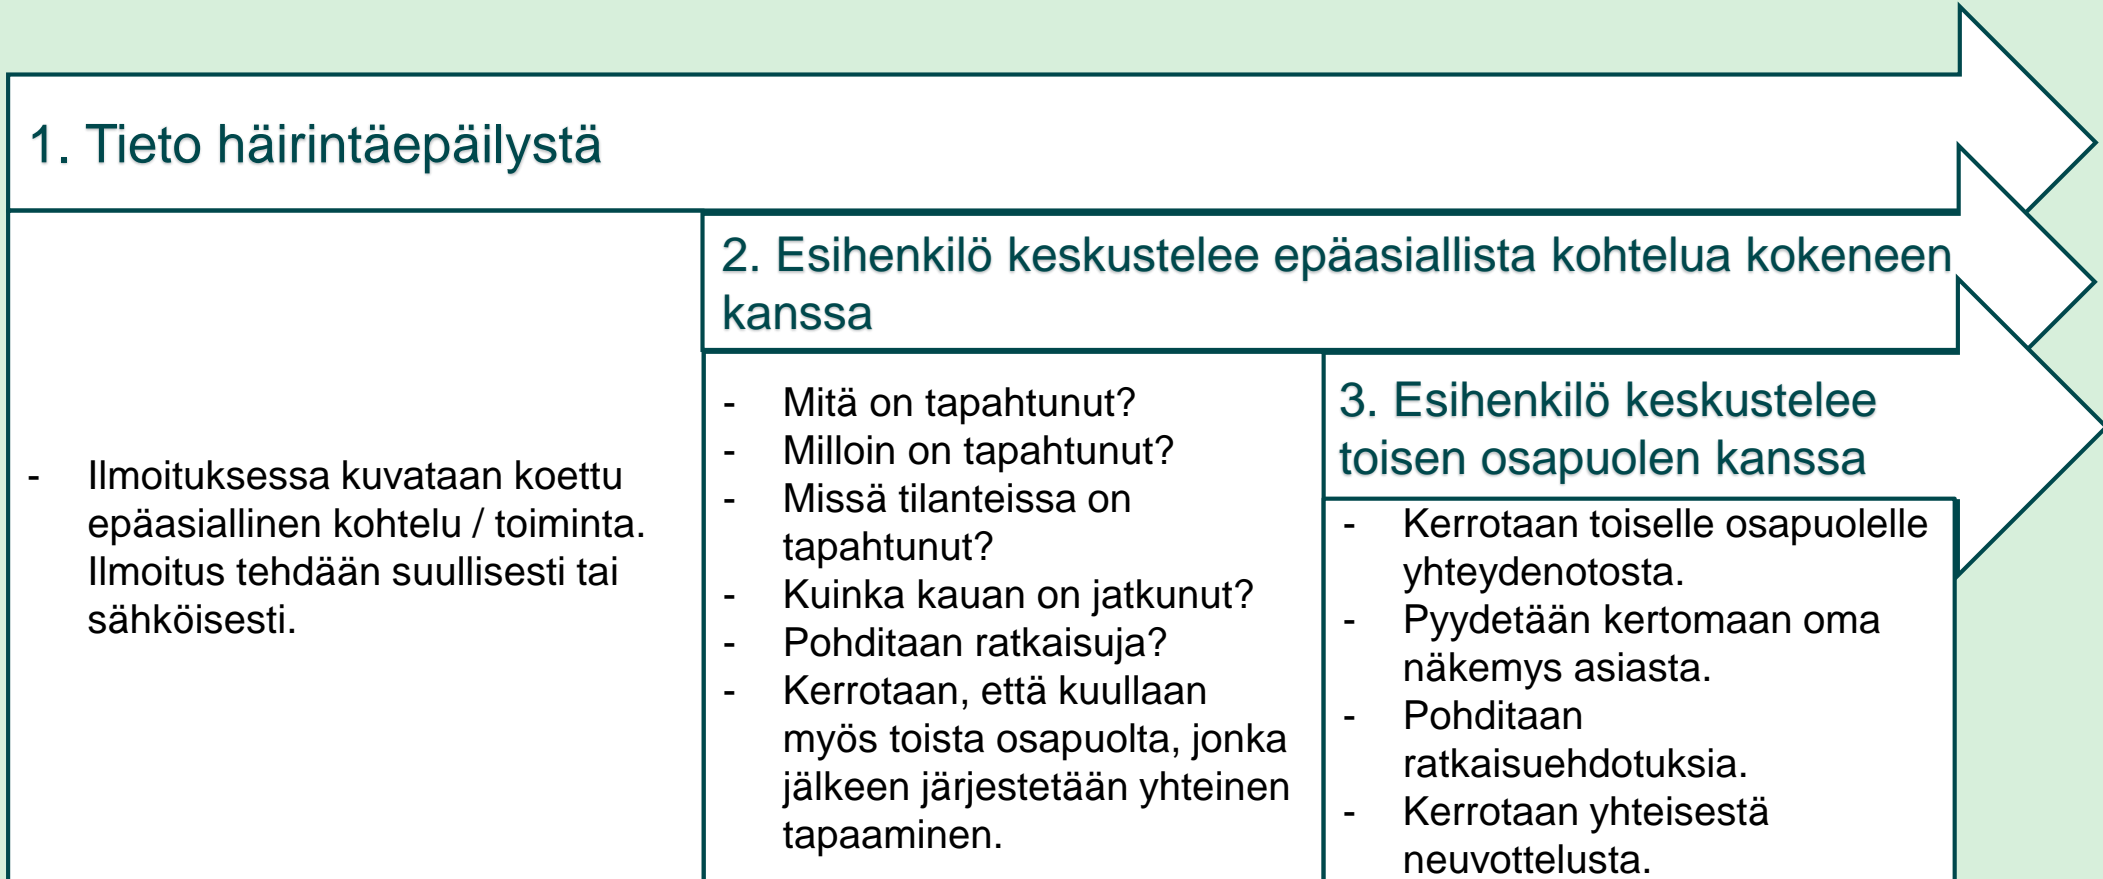 1. Tieto häirintäepäilystä
- Ilmoituksessa kuvataan koettu
epäasiallinen kohtelu / toiminta.
Ilmoitus tehdään suullisesti tai
sähköisesti.
2. Esihenkilö keskustelee epäasiallista kohtelua kokeneen
kanssa
- Mitä on tapahtunut?
- Milloin on tapahtunut?
- Missä tilanteissa on
tapahtunut?
- Kuinka kauan on jatkunut?
- Pohditaan ratkaisuja?
- Kerrotaan, että kuullaan
myös toista osapuolta, jonka
jälkeen järjestetään yhteinen
tapaaminen.
3. Esihenkilö keskustelee
toisen osapuolen kanssa
- Kerrotaan toiselle osapuolelle
yhteydenotosta.
- Pyydetään kertomaan oma
näkemys asiasta.
- Pohditaan
ratkaisuehdotuksia.
- Kerrotaan yhteisestä
neuvottelusta.